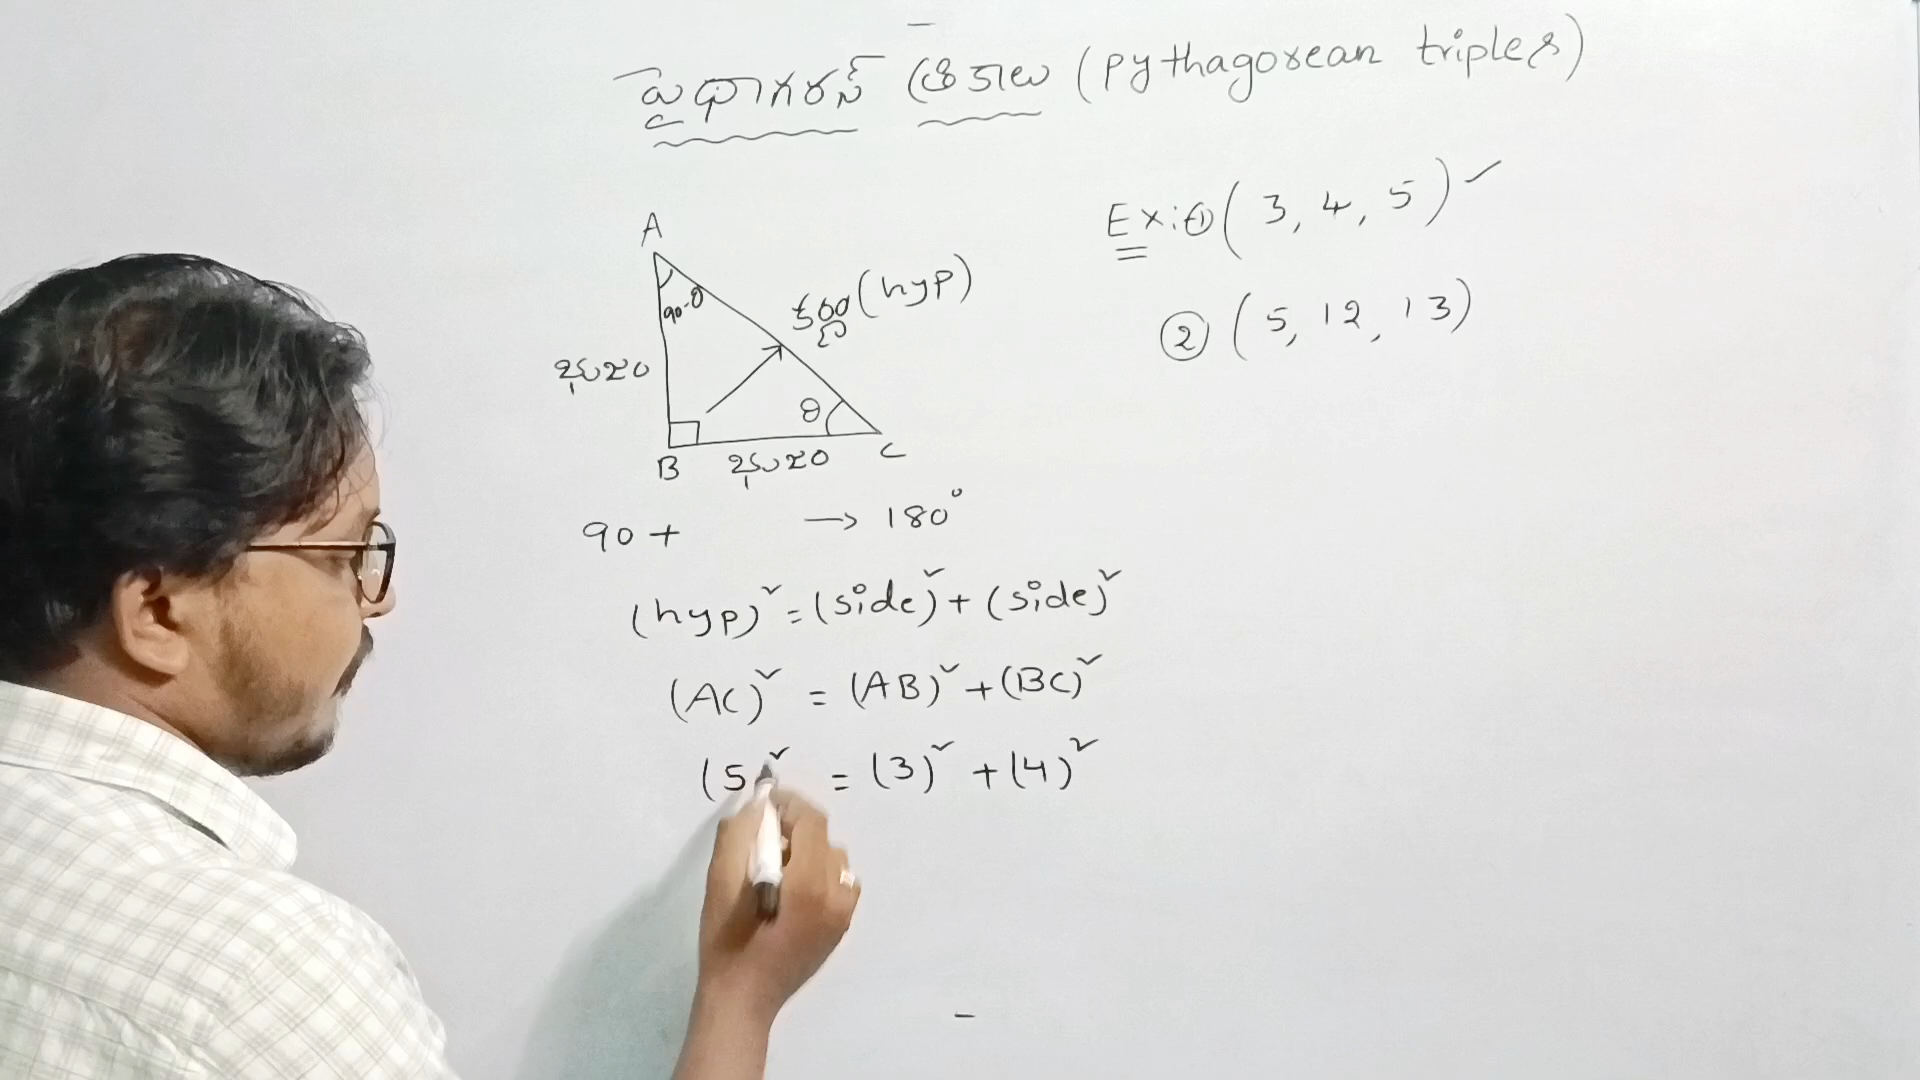 పైథాగరస్ త్రికాలు (pythagorean triples)
Ex:① (3, 4, 5) ✓
② (5, 12, 13)
A
90-θ
కర్ణం (hyp)
భుజం
θ
B
భుజం
C
90 + → 180°
(hyp)² = (side)² + (side)²
(AC)² = (AB)² + (BC)²
(5)² = (3)² + (4)²